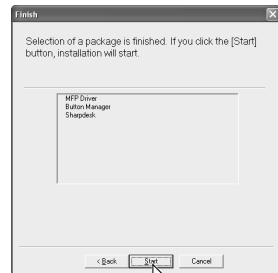 Finish
Selection of a package is finished. If you click the [Start]
button, installation will start.
MFP Driver
Button Manager
Sharpdesk
< Back
Start
Cancel